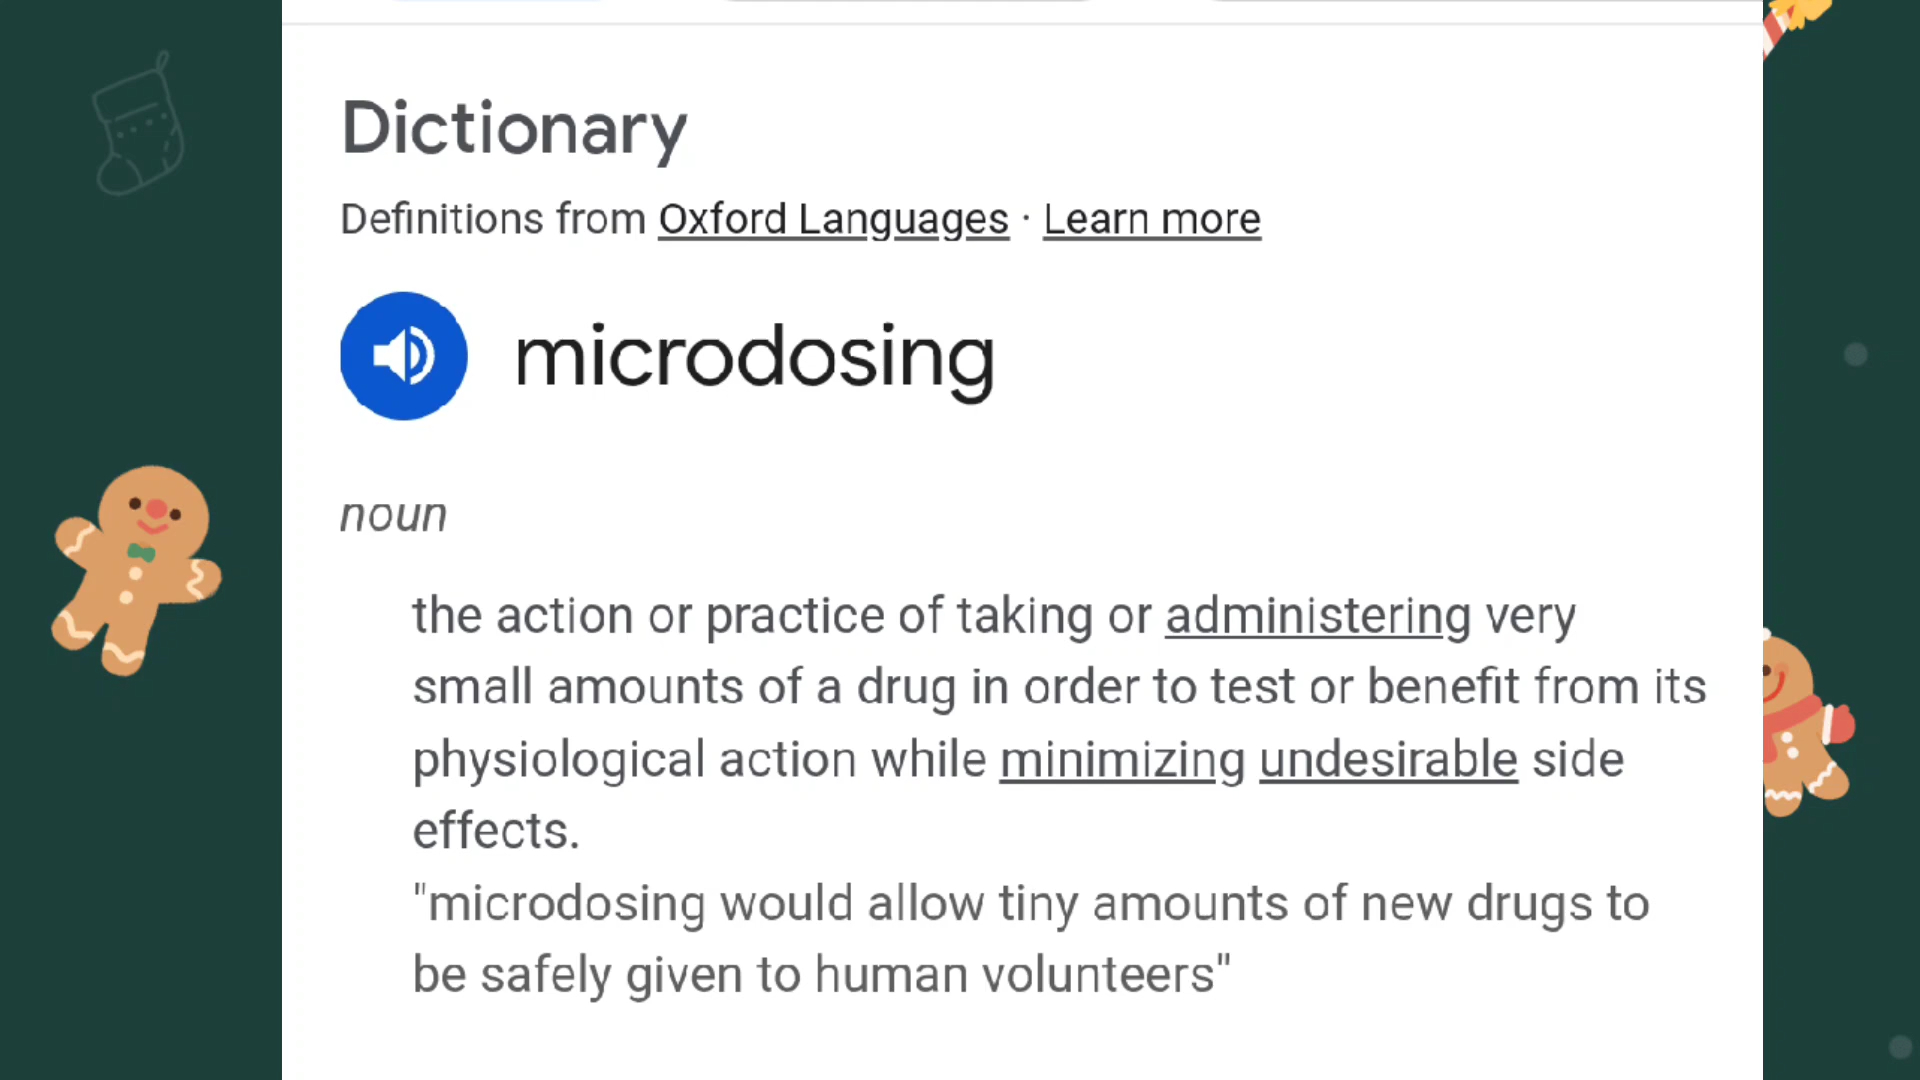 Dictionary
Definitions from Oxford Languages · Learn more
microdosing
noun
the action or practice of taking or administering very
small amounts of a drug in order to test or benefit from its
physiological action while minimizing undesirable side
effects.
"microdosing would allow tiny amounts of new drugs to
be safely given to human volunteers"